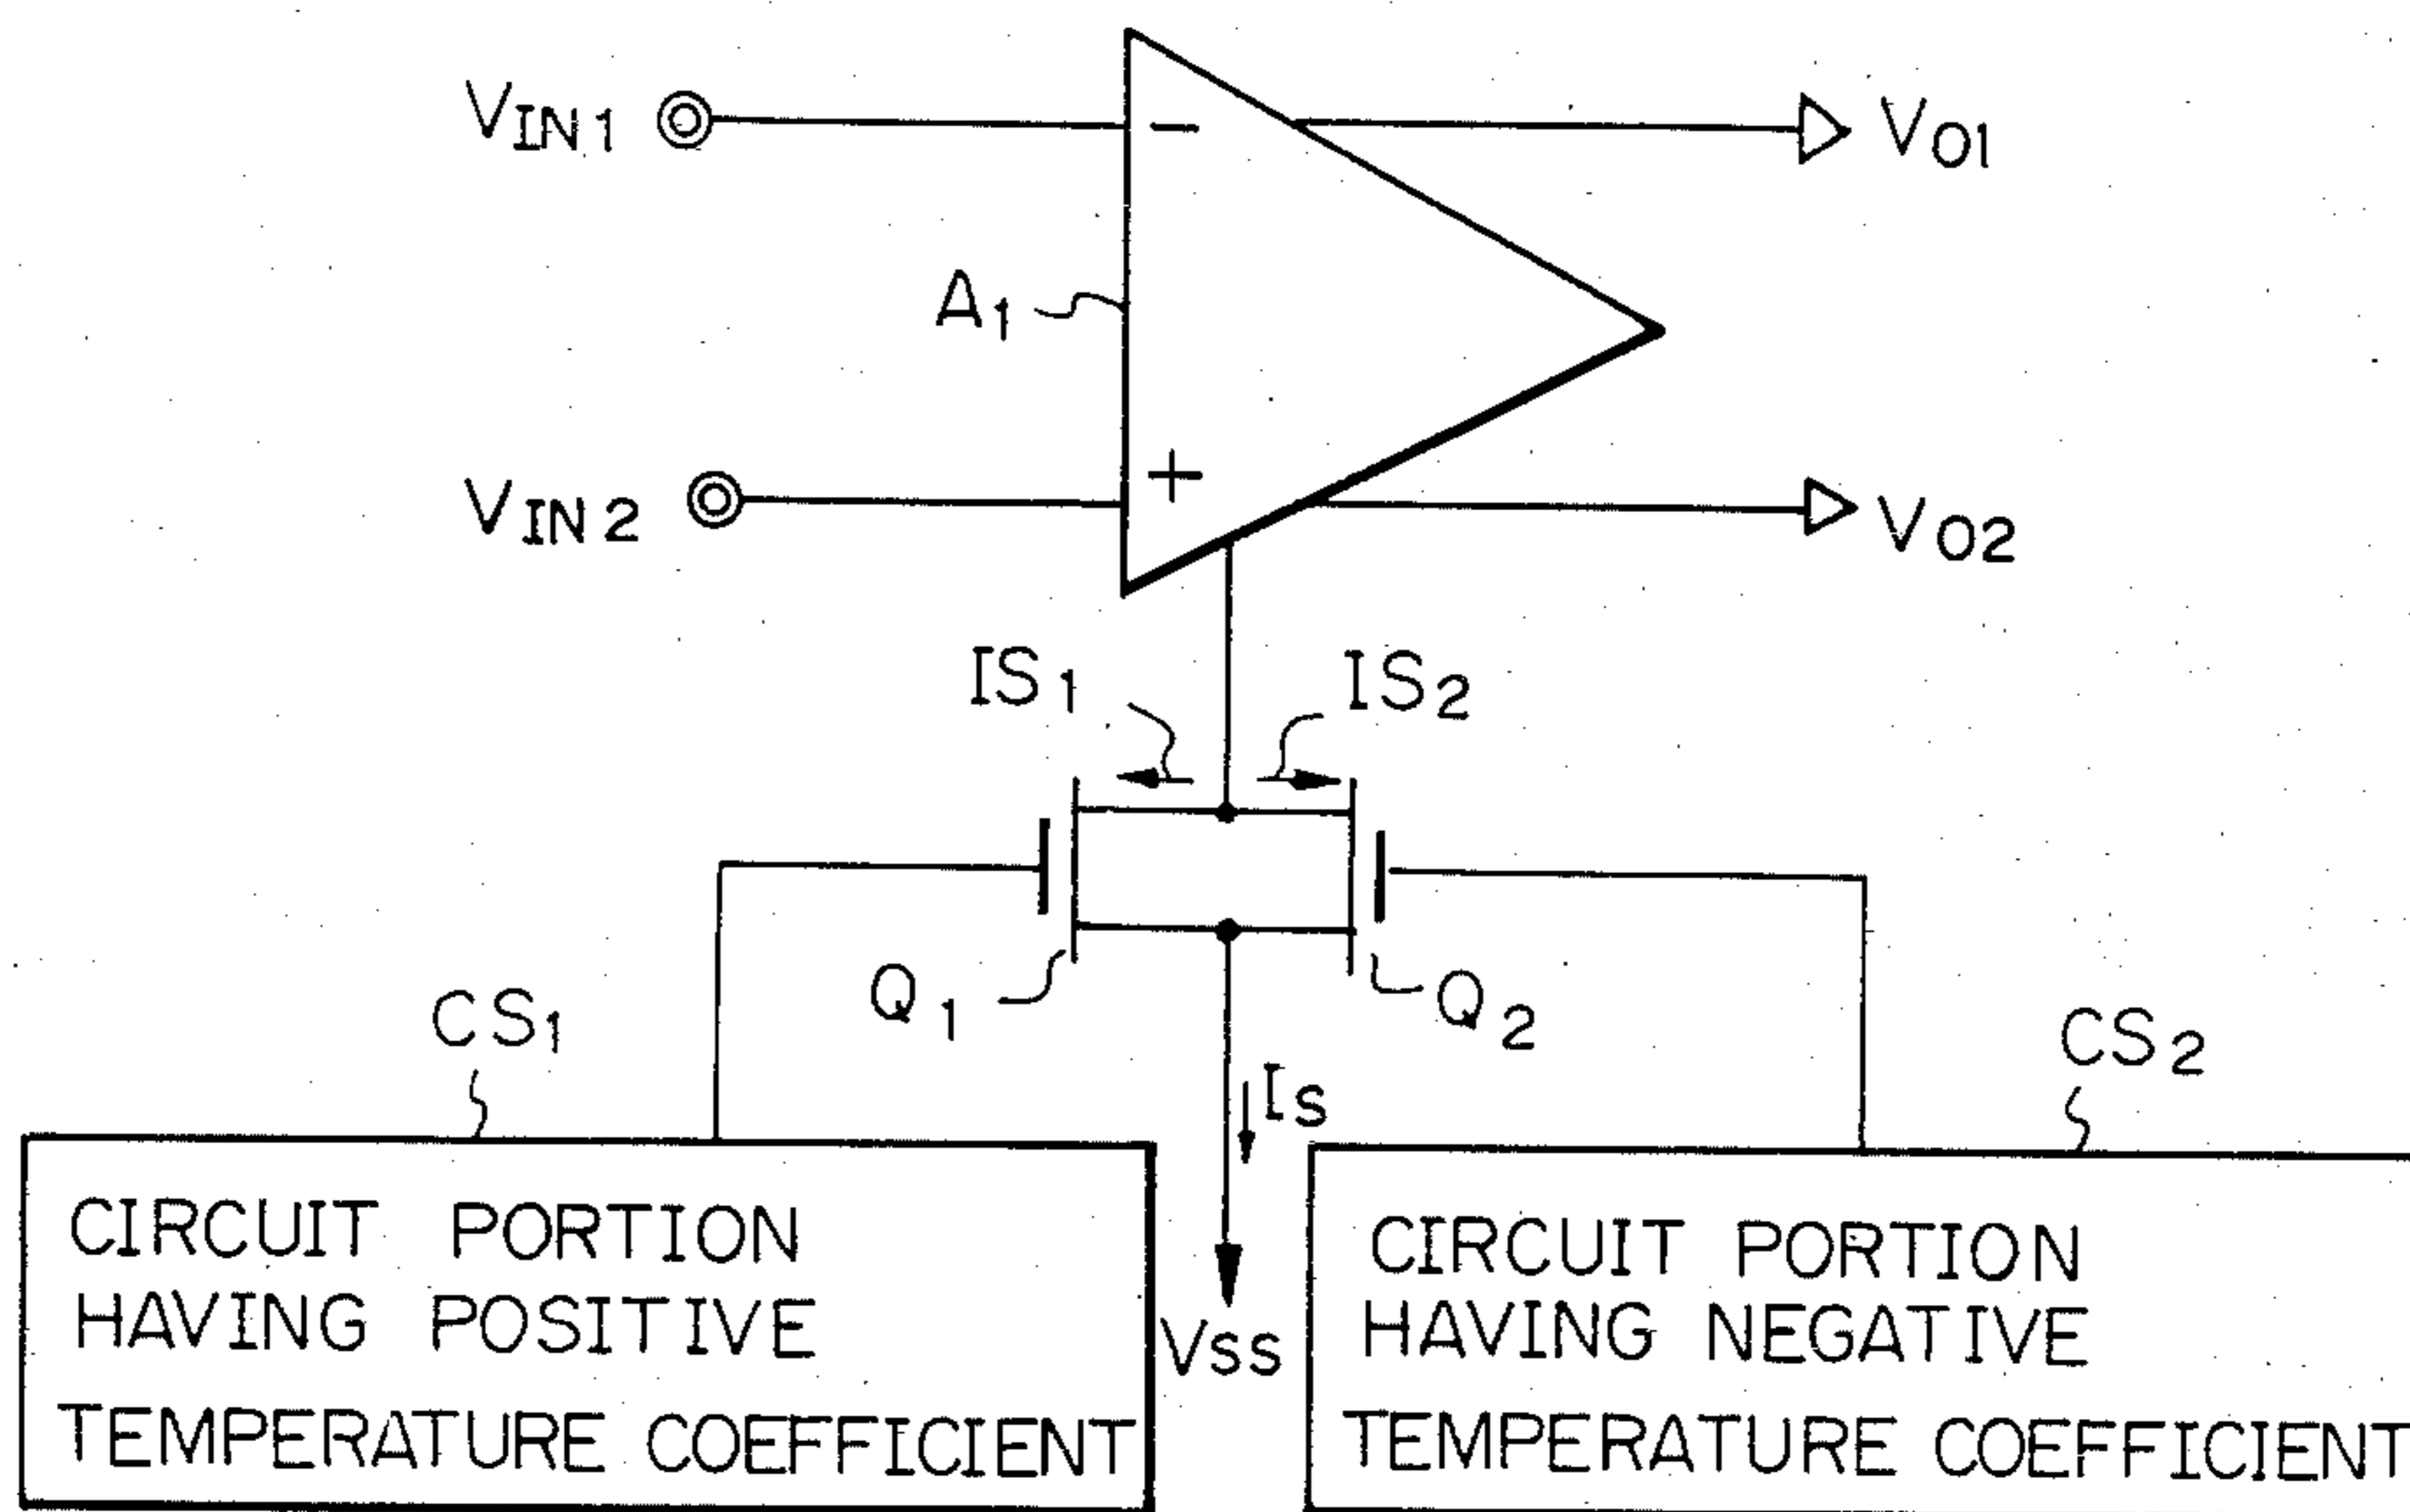 VIN1
−
VO1
A1
VIN2
+
VO2
IS1
IS2
Q1
Q2
CS1
CS2
IS
VSS
CIRCUIT PORTION
HAVING POSITIVE
TEMPERATURE COEFFICIENT
CIRCUIT PORTION
HAVING NEGATIVE
TEMPERATURE COEFFICIENT